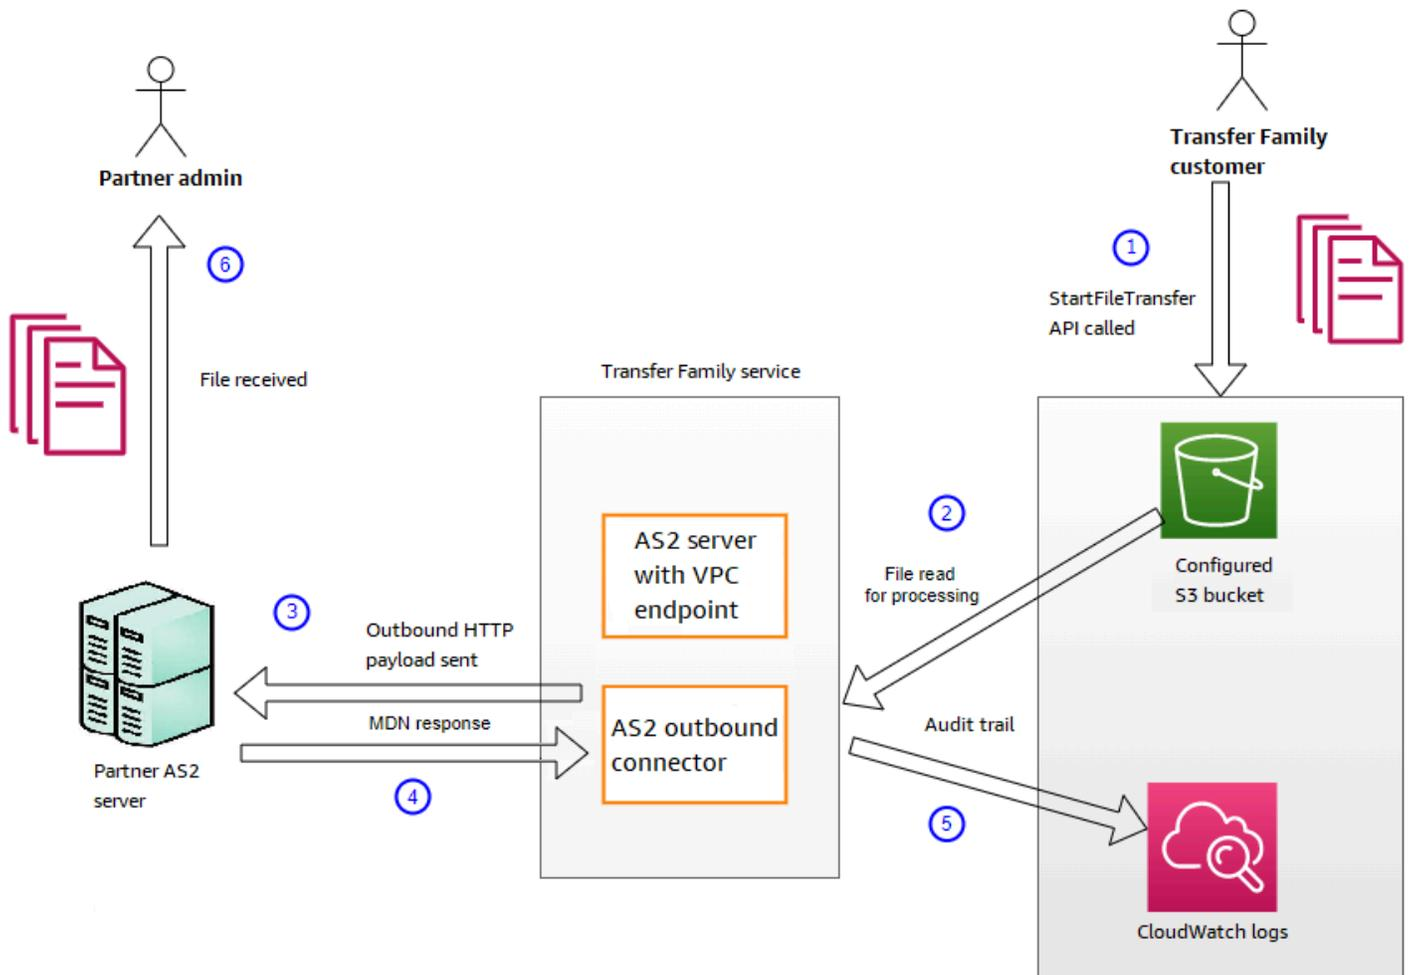 Transfer Family
customer
Partner admin
1
6
StartFileTransfer
API called
File received
Transfer Family service
2
AS2 server
with VPC
endpoint
File read
for processing
Configured
S3 bucket
3
Outbound HTTP
payload sent
MDN response
AS2 outbound
connector
Audit trail
Partner AS2
server
4
5
CloudWatch logs